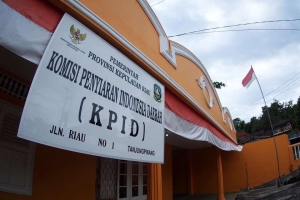 PEMERINTAH
PROVINSI KEPULAUAN RIAU
KOMISI PENYIARAN INDONESIA DAERAH
( KPID )
JLN. RIAU NO 1 TANJUNGPINANG